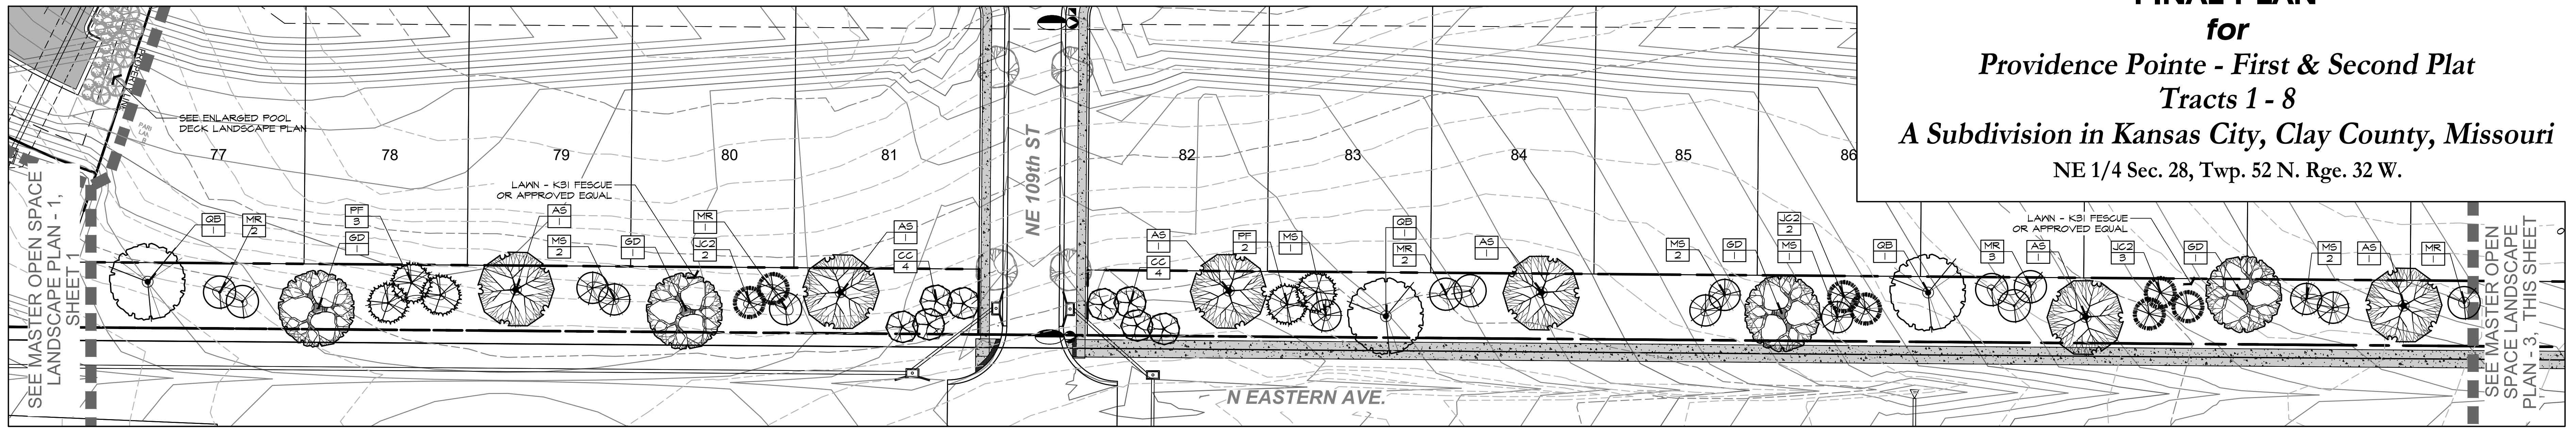 FINAL PLAN
for
Providence Pointe - First & Second Plat
Tracts 1 - 8
A Subdivision in Kansas City, Clay County, Missouri
NE 1/4 Sec. 28, Twp. 52 N. Rge. 32 W.
SEE ENLARGED POOL
DECK LANDSCAPE PLAN
77
78
79
80
81
82
83
84
85
86
NE 109th ST
LAWN - K31 FESCUE
OR APPROVED EQUAL
LAWN - K31 FESCUE
OR APPROVED EQUAL
SEE MASTER OPEN SPACE
LANDSCAPE PLAN - 1,
SHEET 1
QB
1
MR
2
PF
3
GD
1
AS
1
MS
2
GD
1
MR
1
JC2
2
AS
1
CC
4
AS
1
CC
4
PF
2
MS
1
QB
1
MR
2
AS
1
MS
2
GD
1
JC2
2
MS
1
QB
1
MR
3
AS
1
JC2
3
GD
1
MS
2
AS
1
MR
1
SEE MASTER OPEN
SPACE LANDSCAPE
PLAN - 3, THIS SHEET
N EASTERN AVE.